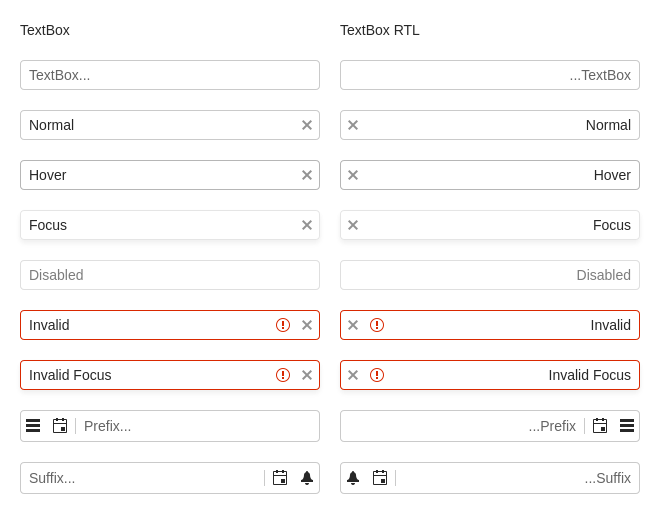 TextBox
TextBox RTL
TextBox...
...TextBox
Normal
Normal
Hover
Hover
Focus
Focus
Disabled
Disabled
Invalid
Invalid
Invalid Focus
Invalid Focus
Prefix...
...Prefix
Suffix...
...Suffix